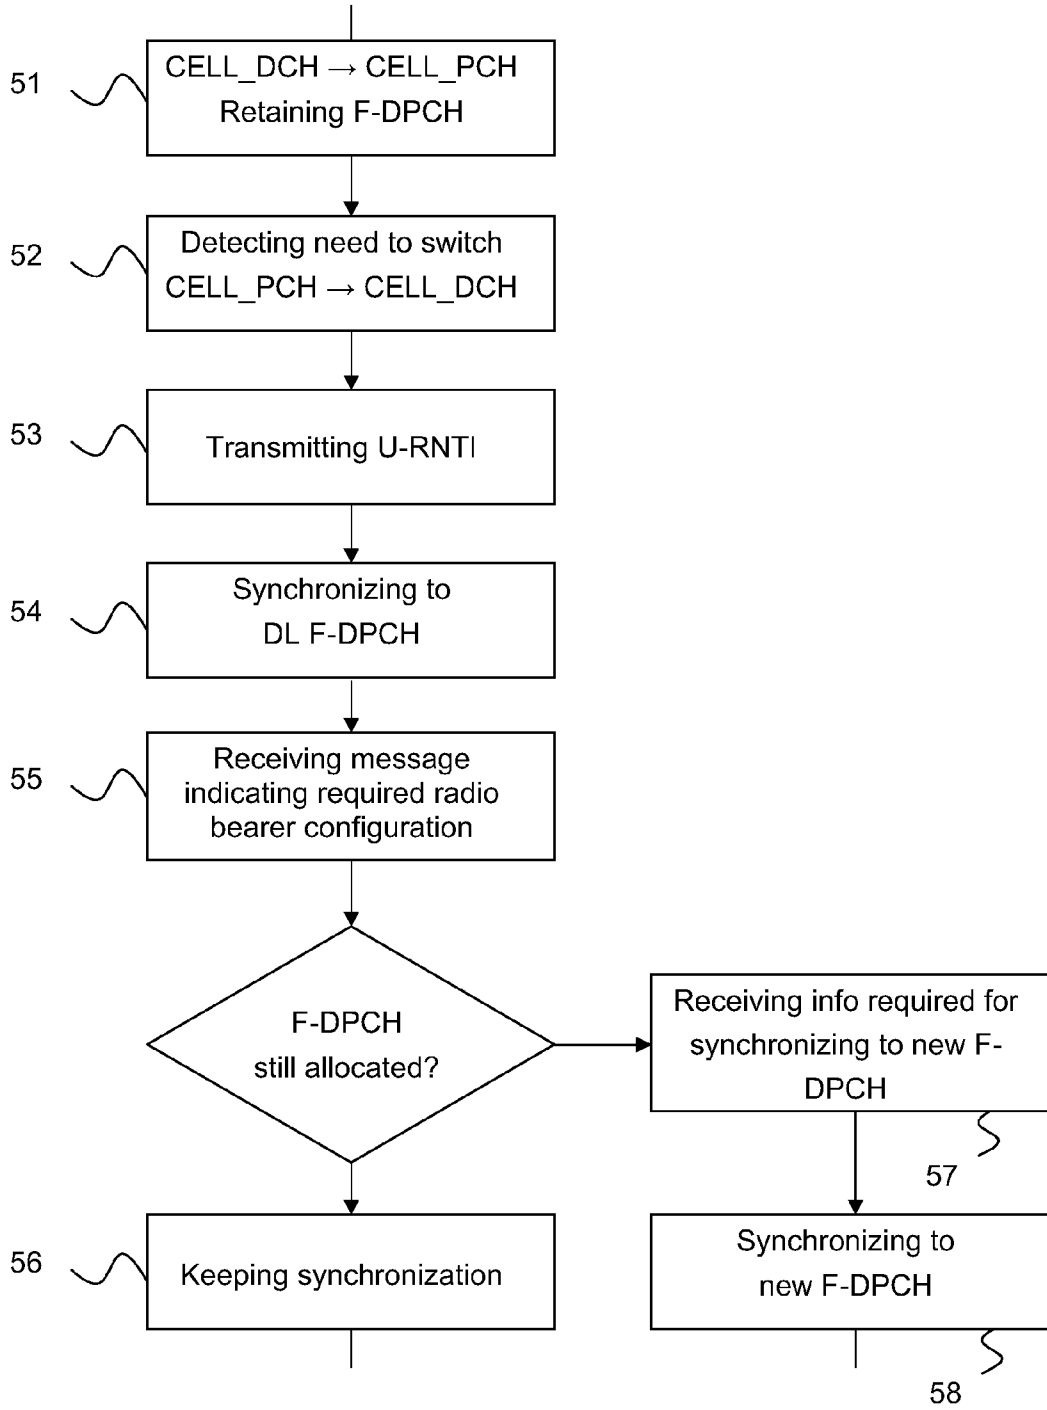 51
CELL_DCH → CELL_PCH
Retaining F-DPCH
52
Detecting need to switch
CELL_PCH → CELL_DCH
53
Transmitting U-RNTI
54
Synchronizing to
DL F-DPCH
55
Receiving message
indicating required radio
bearer configuration
F-DPCH
still allocated?
Receiving info required for
synchronizing to new F-
DPCH
57
56
Keeping synchronization
Synchronizing to
new F-DPCH
58